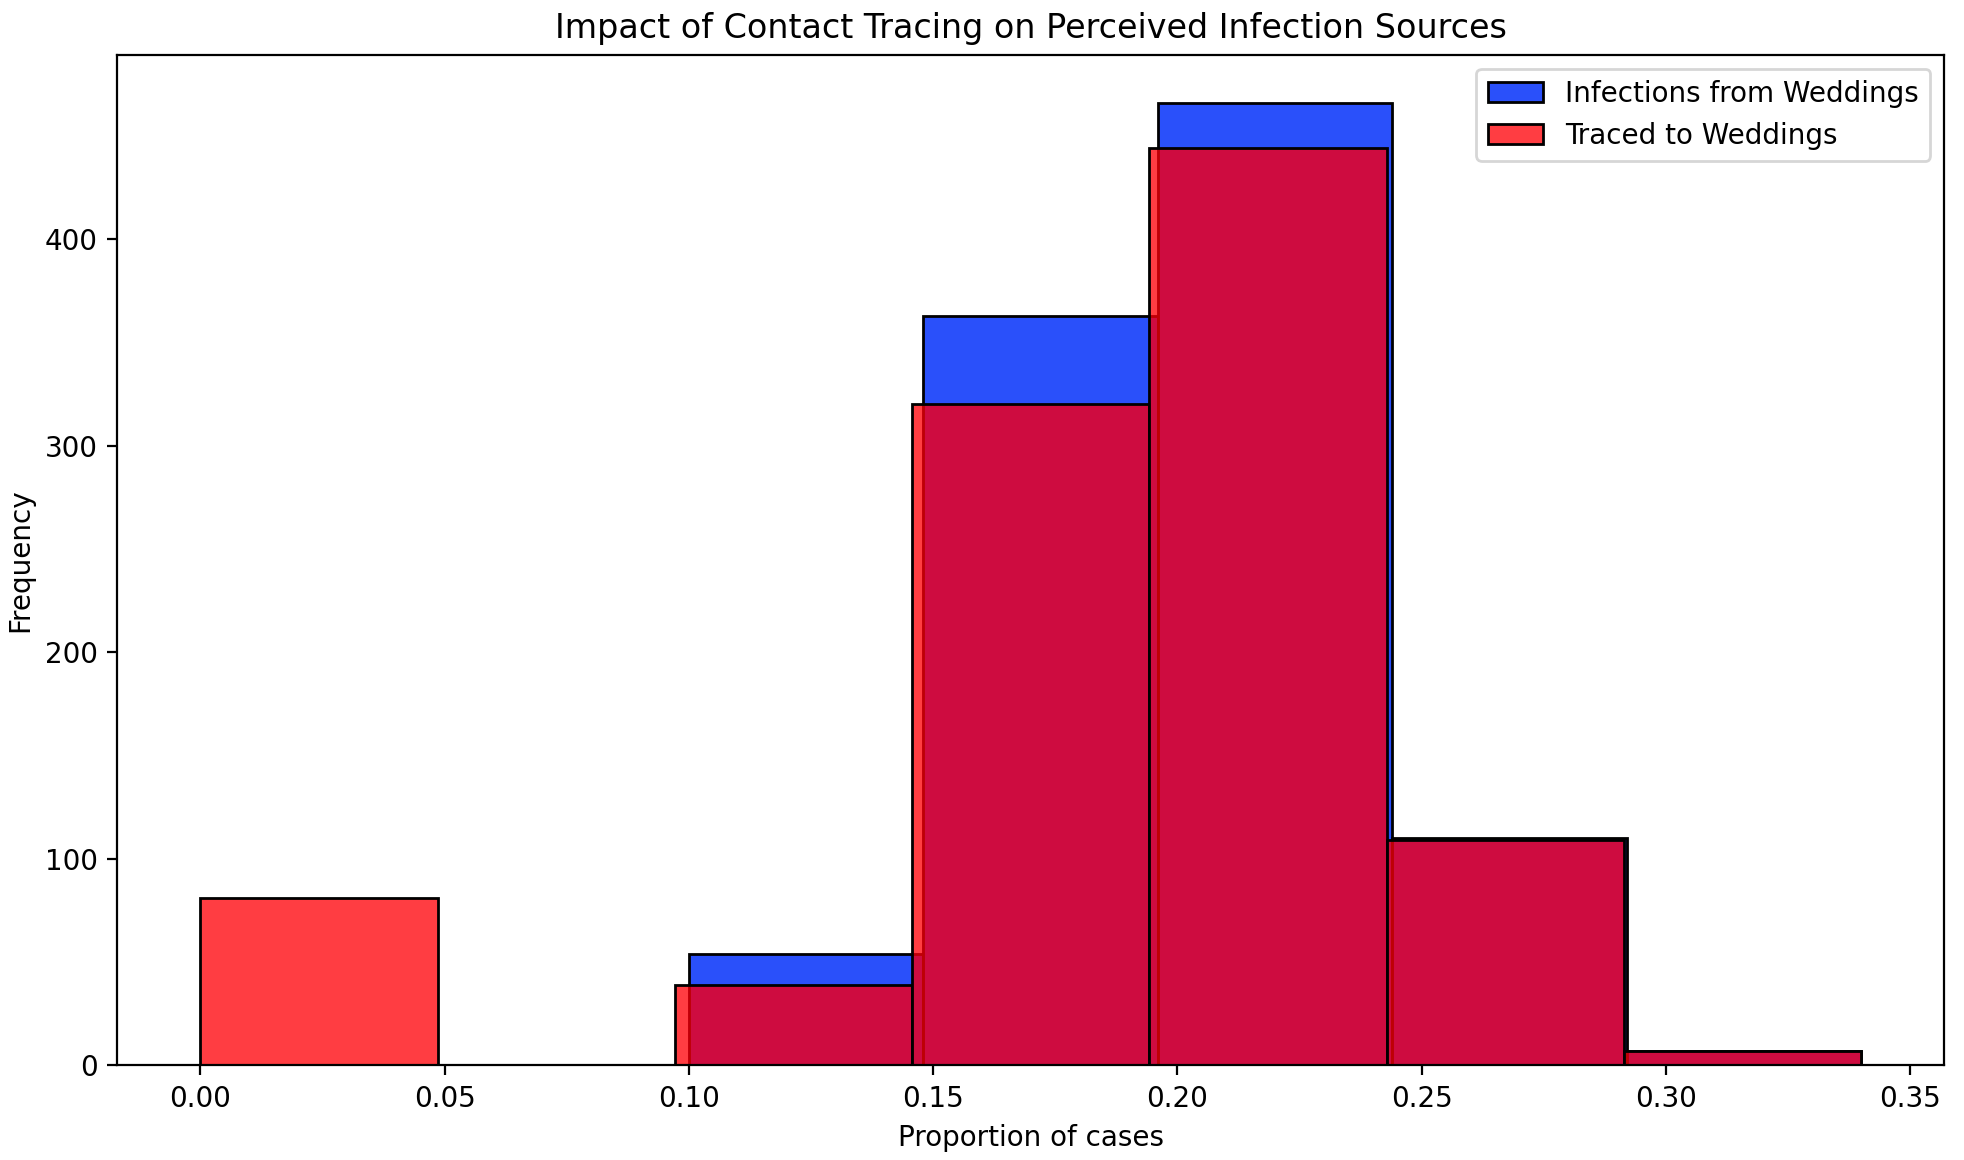 Impact of Contact Tracing on Perceived Infection Sources
Infections from Weddings
Traced to Weddings
Frequency
400
300
200
100
0
0.00 0.05 0.10 0.15 0.20 0.25 0.30 0.35
Proportion of cases